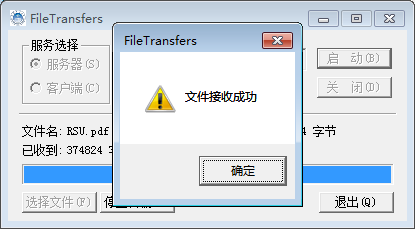 FileTransfers
服务选择
服务器(S)
客户端(C)
启 动(B)
关 闭(D)
FileTransfers
文件接收成功
确定
文件名: RSU.pdf
字节
已收到: 374824
选择文件(F)
退出(Q)